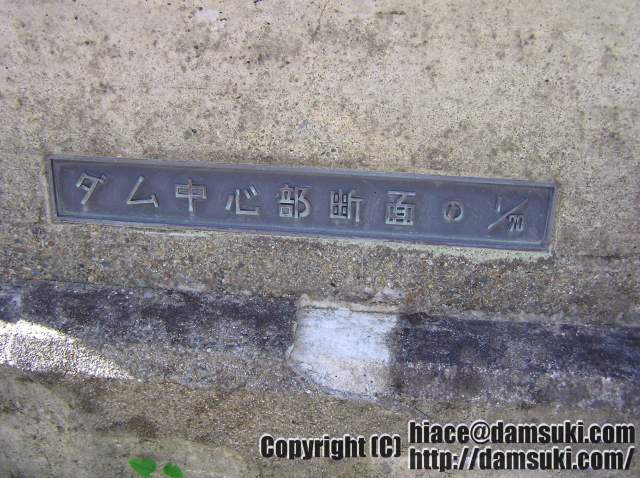 ダム中心部断面の1/70
Copyright (C) hiace@damsuki.com
http://damsuki.com/